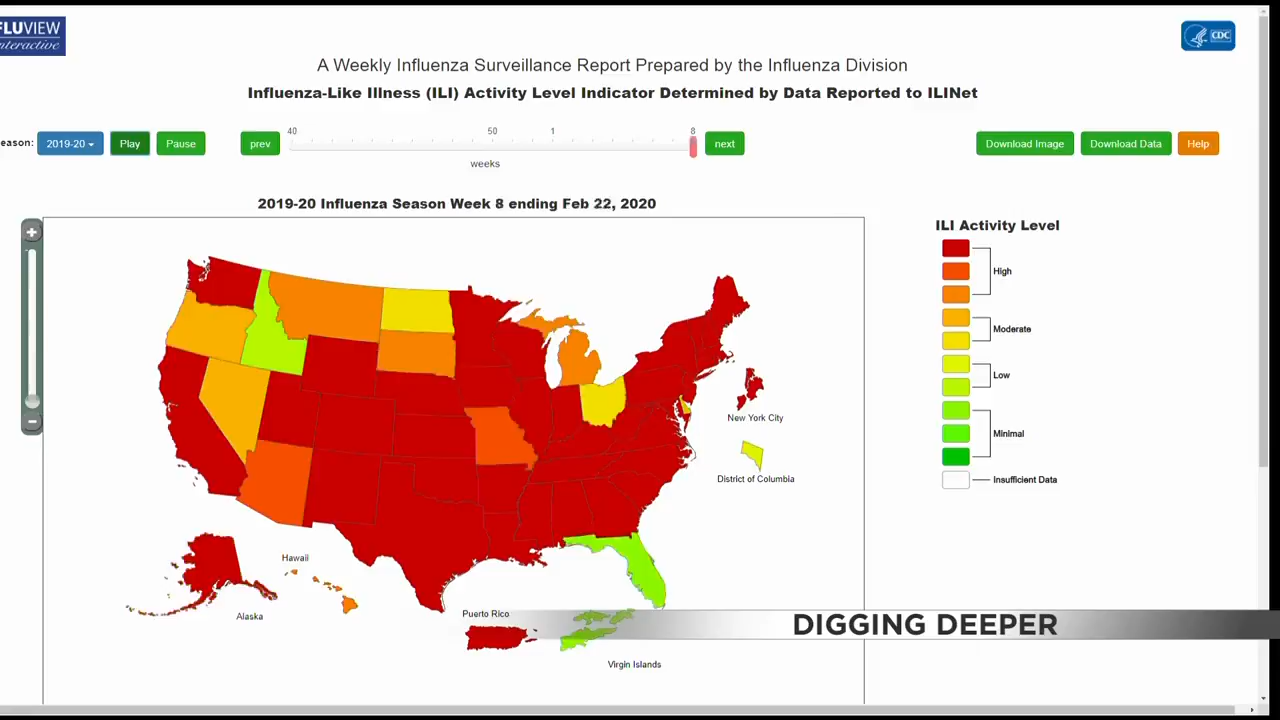 FLUVIEW
Interactive
CDC
A Weekly Influenza Surveillance Report Prepared by the Influenza Division
Influenza-Like Illness (ILI) Activity Level Indicator Determined by Data Reported to ILINet
eason: 2019-20 Play Pause prev 40 50 1 8 next Download Image Download Data Help
weeks
2019-20 Influenza Season Week 8 ending Feb 22, 2020
+
ILI Activity Level
High
Moderate
Low
Minimal
Insufficient Data
New York City
District of Columbia
Hawaii
Alaska
Puerto Rico
Virgin Islands
DIGGING DEEPER